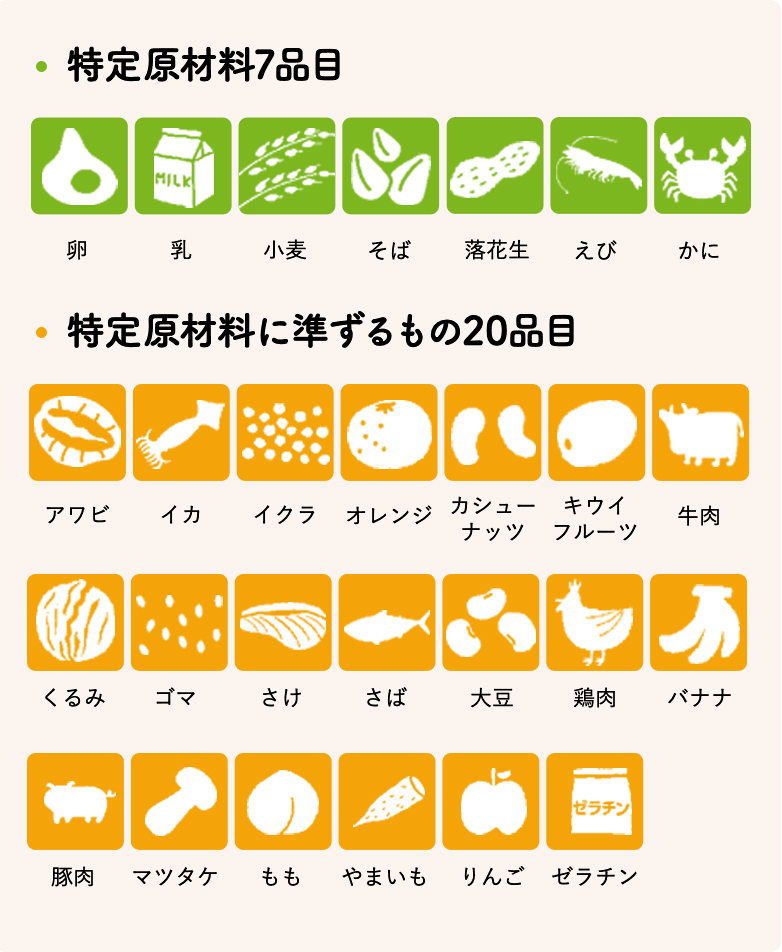 特定原材料7品目
MILK
卵 乳 小麦 そば 落花生 えび かに
特定原材料に準ずるもの20品目
アワビ イカ イクラ オレンジ カシューナッツ キウイフルーツ 牛肉
くるみ ゴマ さけ さば 大豆 鶏肉 バナナ
ゼラチン
豚肉 マツタケ もも やまいも りんご ゼラチン